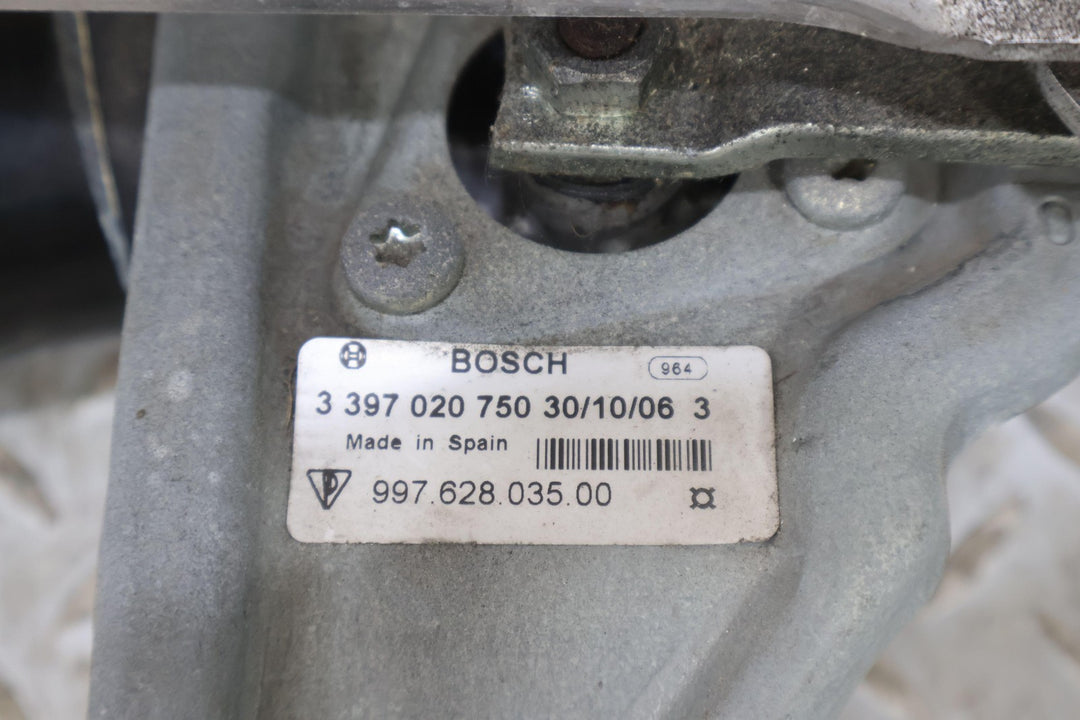 BOSCH 964
3 397 020 750 30/10/06 3
Made in Spain
997.628.035.00